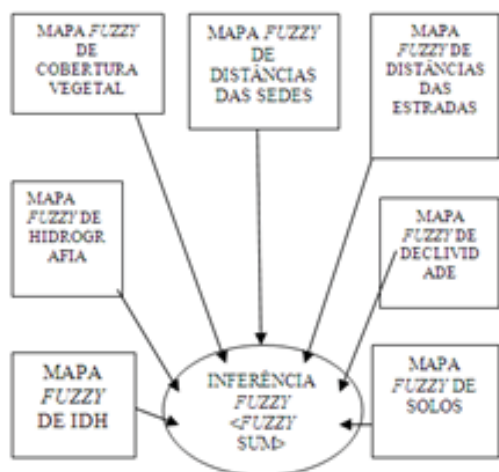 MAPA FUZZY
DE
COBERTURA
VEGETAL
MAPA FUZZY
DE
DISTÂNCIAS
DAS SEDES
MAPA
FUZZY DE
DISTÂNCIAS
DAS
ESTRADAS
MAPA
FUZZY DE
HIDROGR
AFIA
MAPA
FUZZY DE
DECLIVID
ADE
MAPA
FUZZY
DE IDH
INFERÊNCIA
FUZZY
<FUZZY
SUM>
MAPA
FUZZY DE
SOLOS